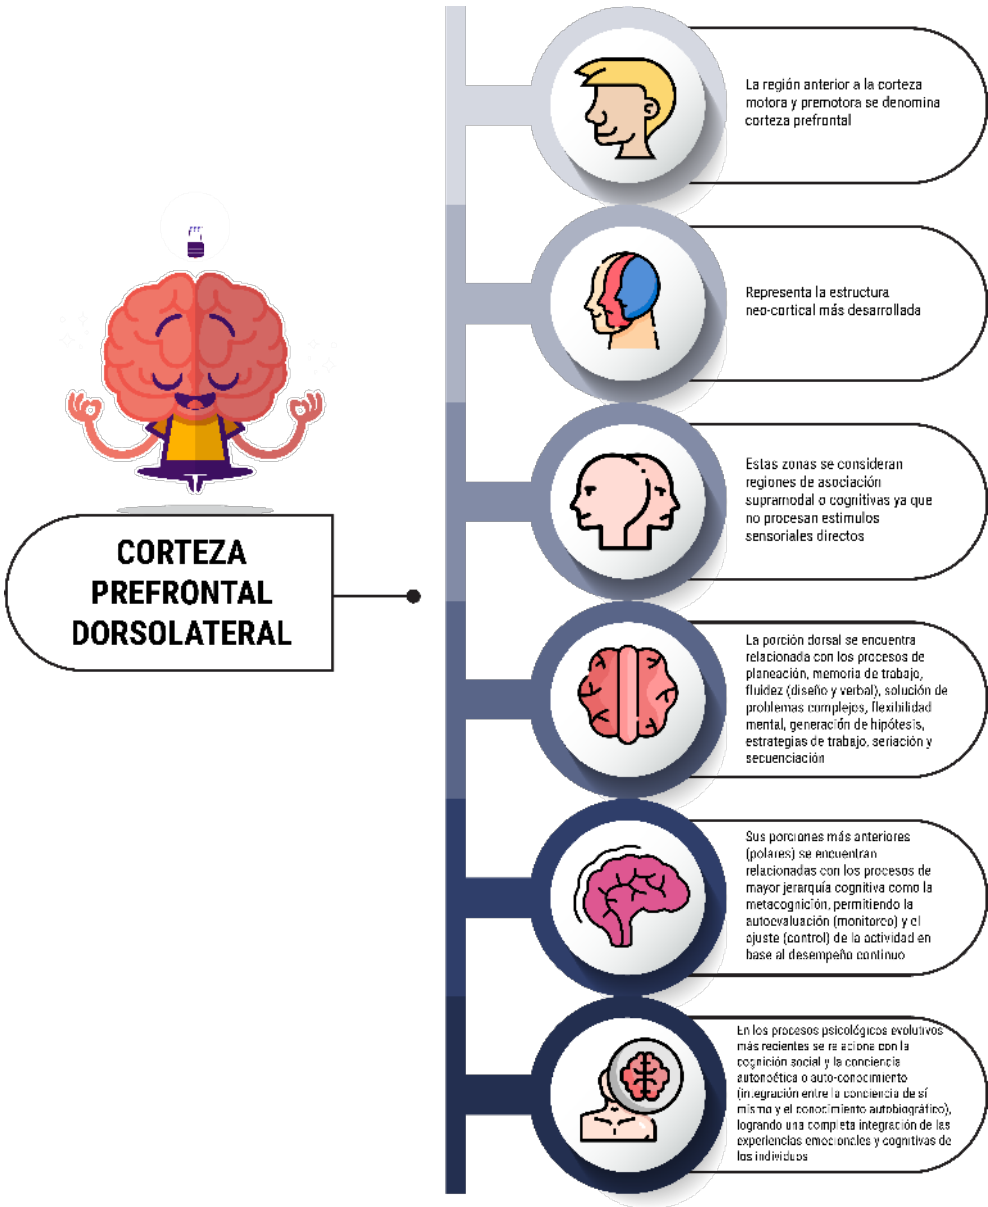 CORTEZA
PREFRONTAL
DORSOLATERAL
La región anterior a la corteza
motora y premotora se denomina
corteza prefrontal
Representa la estructura
neo-cortical más desarrollada
Estas zonas se consideran
regiones de asociación
supramodal o cognitivas ya que
no procesan estimulos
sensoriales directos
La porción dorsal se encuentra
relacionada con los procesos de
planeación, memoria de trabajo,
fluidez (diseño y verbal), solución de
problemas complejos, flexibilidad
mental, generación de hipótesis,
estrategias de trabajo, seriación y
secuenciación
Sus porciones más anteriores
(polares) se encuentran
relacionadas con los procesos de
mayor jerarquía cognitiva como la
metacognición, permitiendo la
autoevaluación (monitoreo) y el
ajuste (control) de la actividad en
base al desempeño continuo
En los procesos psicológicos evolutivos
más recientes se re aciona con la
cognición social y la conciencia
autonoética o auto-conocimiento
(integración entre la conciencia de sí
mismo y el conocimiento autobiográfico),
logrando una completa integración de las
experiencias emocionales y cognitivas de
los individuos